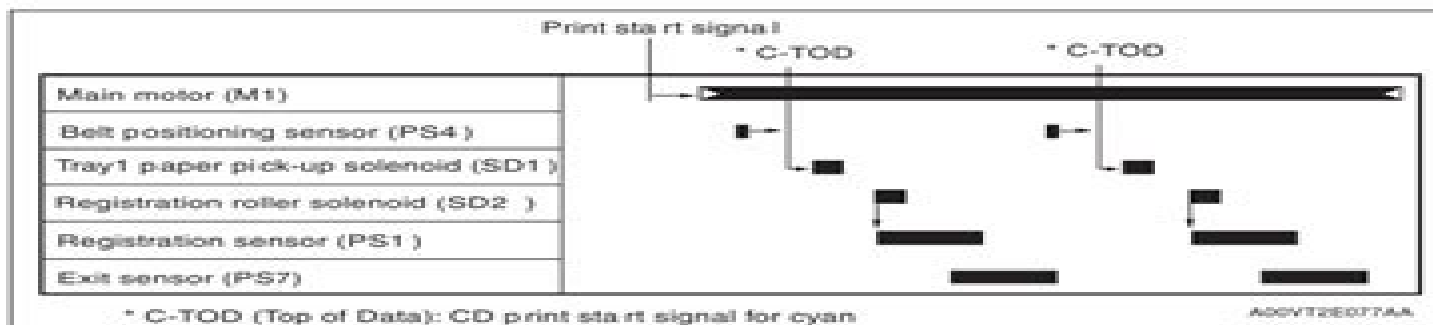 Print start signal
* C-TOD * C-TOD
Main motor (M1)
Belt positioning sensor (PS4)
Tray1 paper pick-up solenoid (SD1)
Registration roller solenoid (SD2 )
Registration sensor (PS1)
Exit sensor (PS7)
* C-TOD (Top of Data): CD print start signal for cyan
A00VT2E077AA